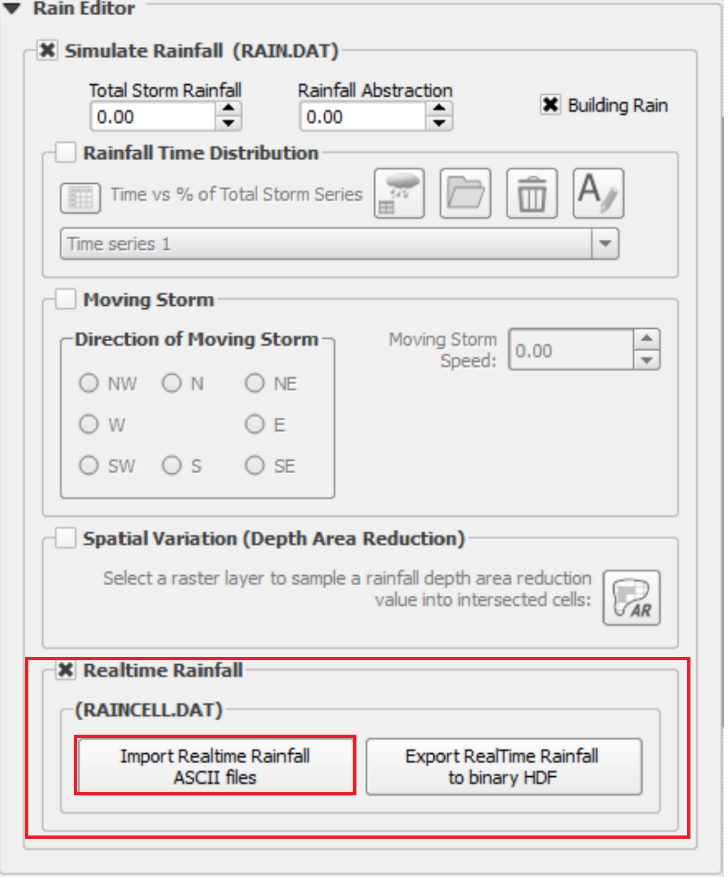 Rain Editor
Simulate Rainfall (RAIN.DAT)
Total Storm Rainfall
Rainfall Abstraction
0.00
0.00
Building Rain
Rainfall Time Distribution
Time vs % of Total Storm Series
A
Time series 1
Moving Storm
Direction of Moving Storm
Moving Storm
Speed:
0.00
NW
N
NE
W
E
SW
S
SE
Spatial Variation (Depth Area Reduction)
Select a raster layer to sample a rainfall depth area reduction
value into intersected cells:
AR
Realtime Rainfall
(RAINCELL.DAT)
Import Realtime Rainfall
ASCII files
Export RealTime Rainfall
to binary HDF